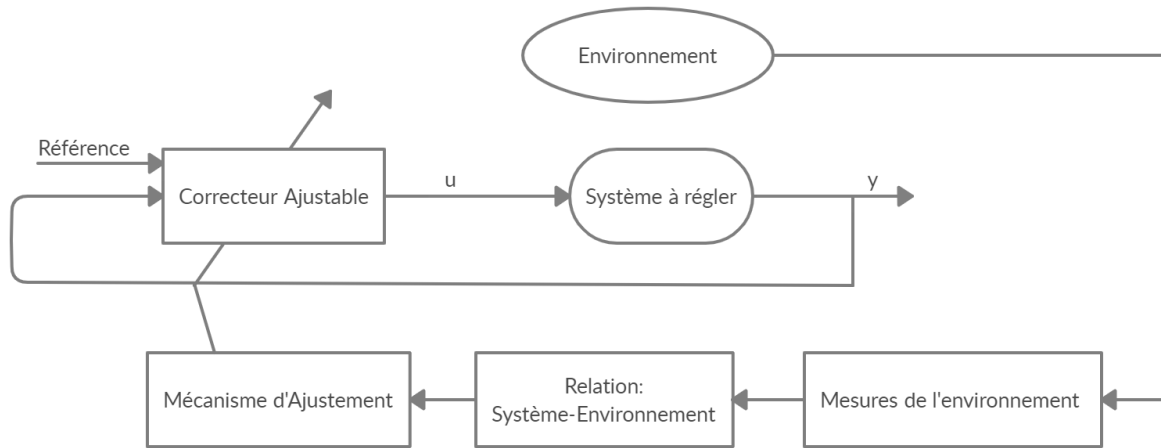 Environnement
Référence
Correcteur Ajustable
u
Système à régler
y
Mécanisme d'Ajustement
Relation:
Système-Environnement
Mesures de l'environnement